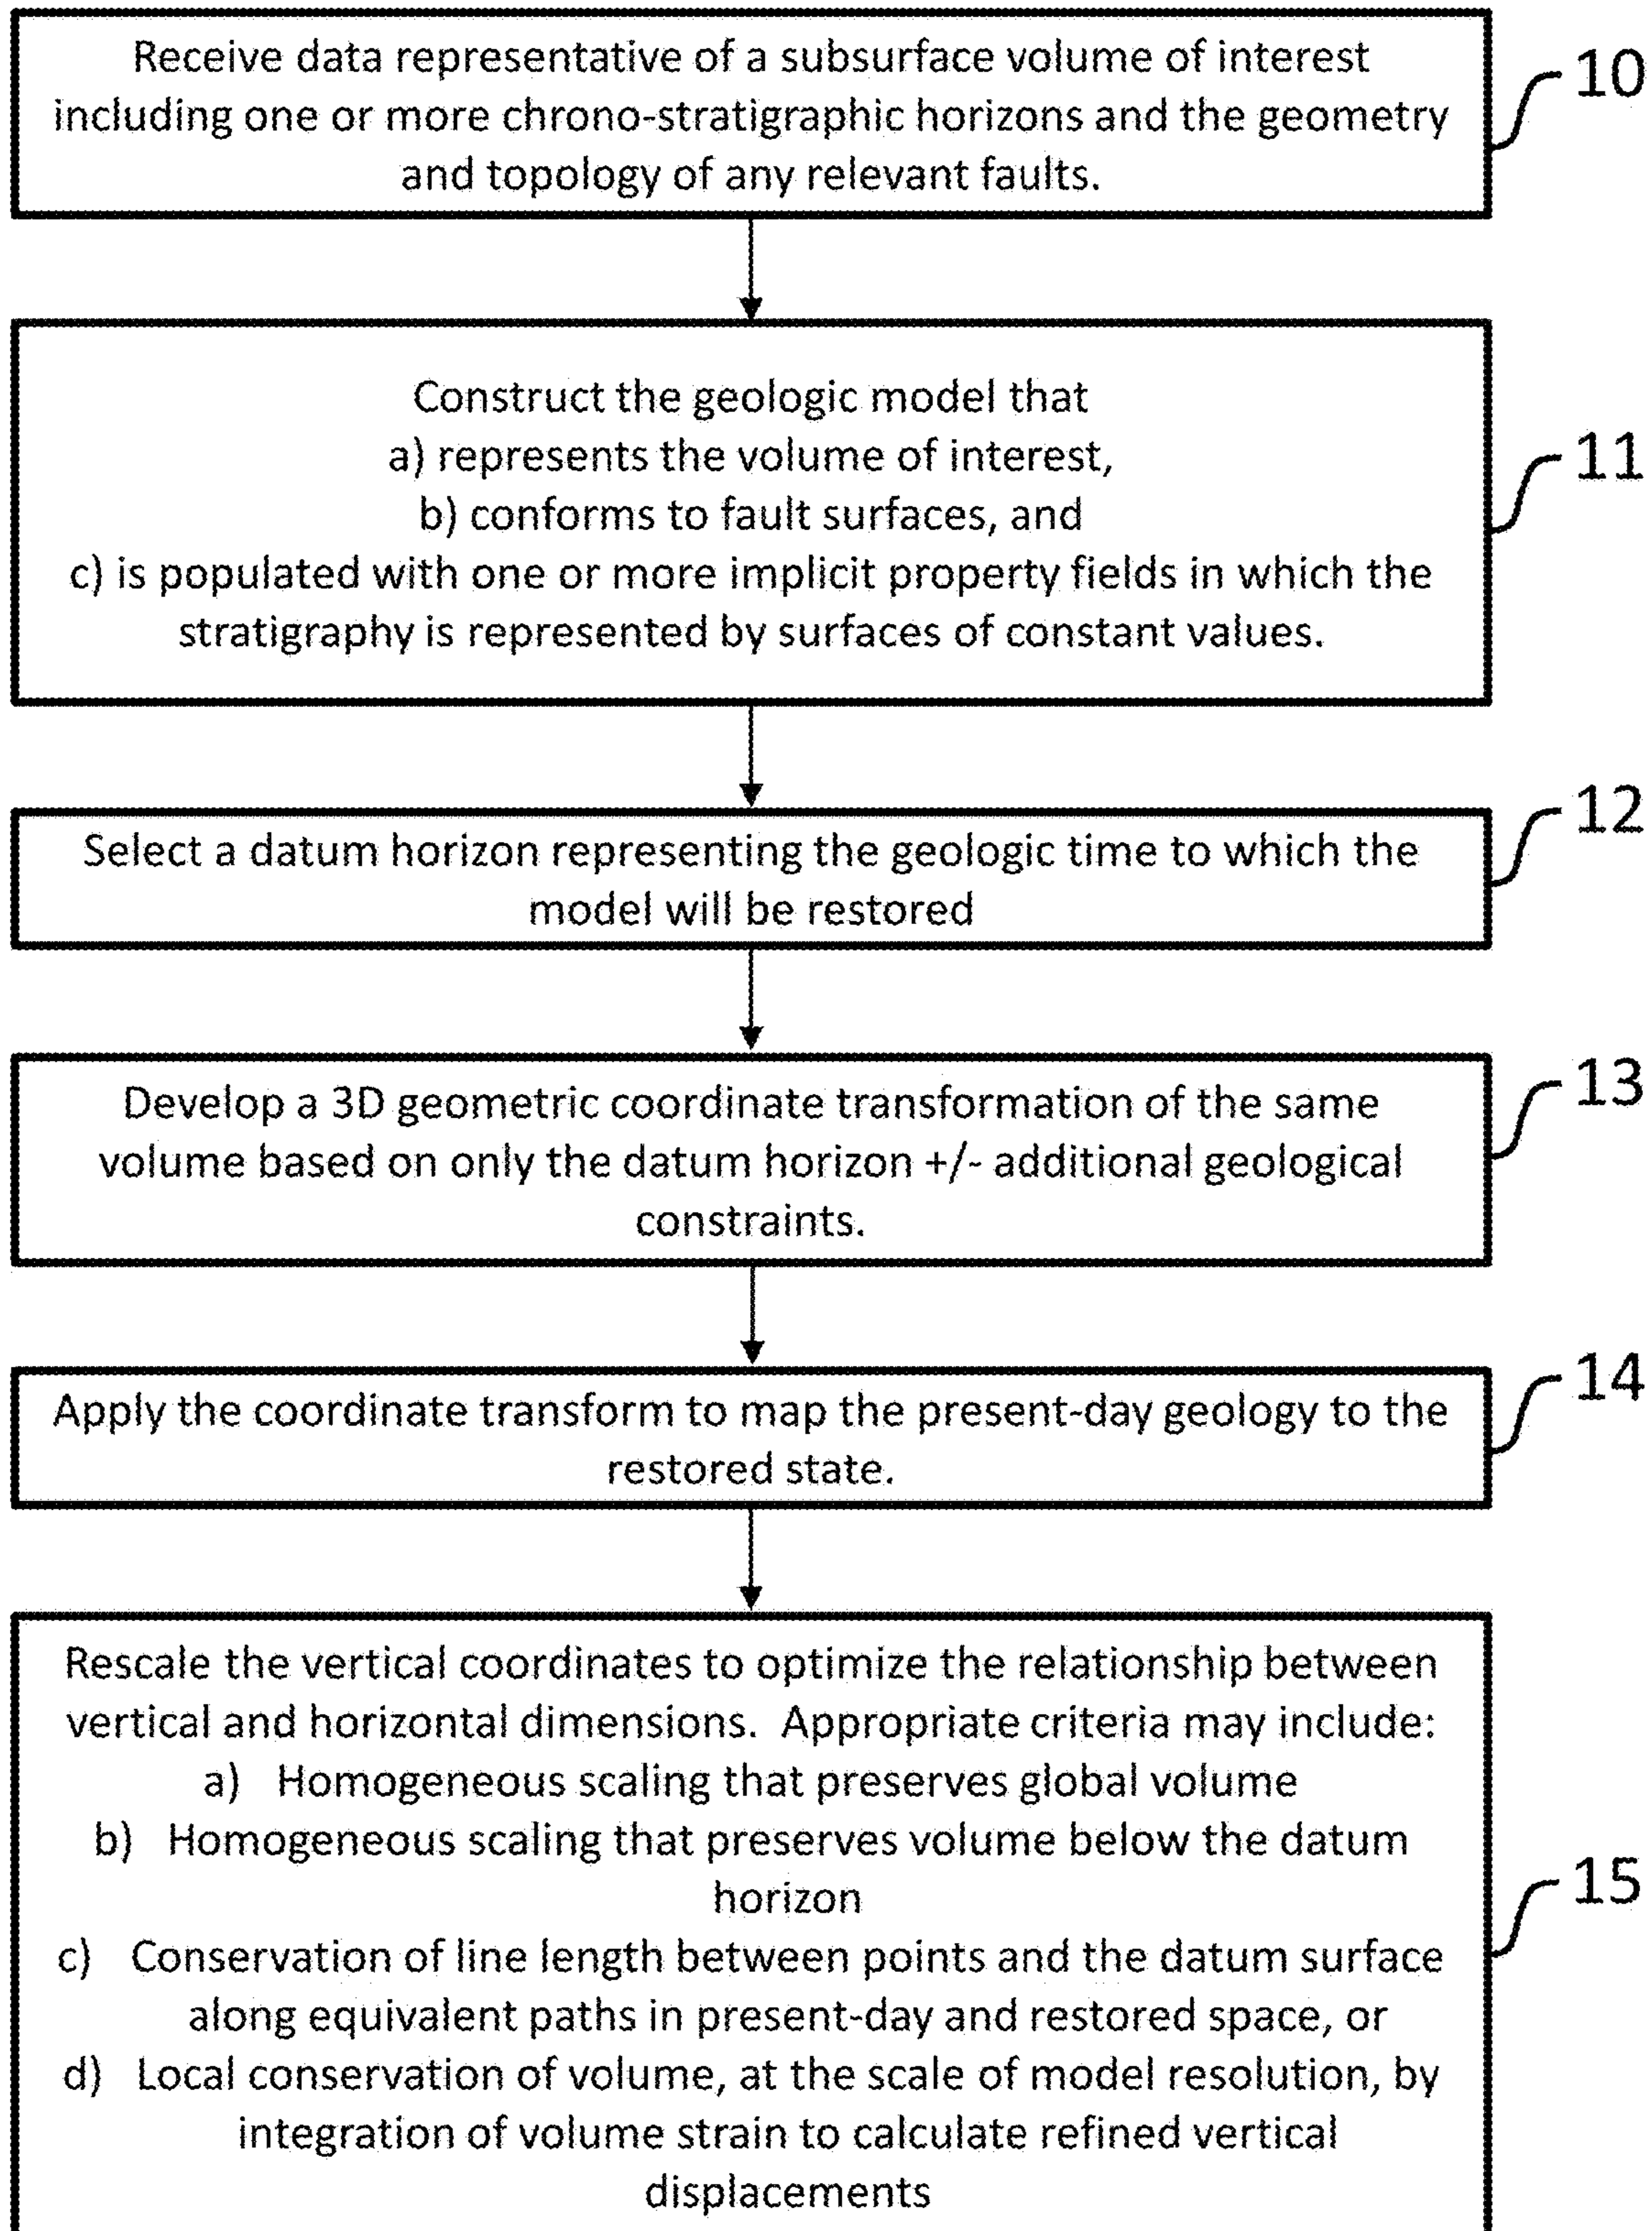 Receive data representative of a subsurface volume of interest
including one or more chrono-stratigraphic horizons and the geometry
and topology of any relevant faults.
10
Construct the geologic model that
a) represents the volume of interest,
b) conforms to fault surfaces, and
c) is populated with one or more implicit property fields in which the
stratigraphy is represented by surfaces of constant values.
11
Select a datum horizon representing the geologic time to which the
model will be restored
12
Develop a 3D geometric coordinate transformation of the same
volume based on only the datum horizon +/- additional geological
constraints.
13
Apply the coordinate transform to map the present-day geology to the
restored state.
14
Rescale the vertical coordinates to optimize the relationship between
vertical and horizontal dimensions.  Appropriate criteria may include:
a) Homogeneous scaling that preserves global volume
b) Homogeneous scaling that preserves volume below the datum
horizon
c) Conservation of line length between points and the datum surface
along equivalent paths in present-day and restored space, or
d) Local conservation of volume, at the scale of model resolution, by
integration of volume strain to calculate refined vertical
displacements
15